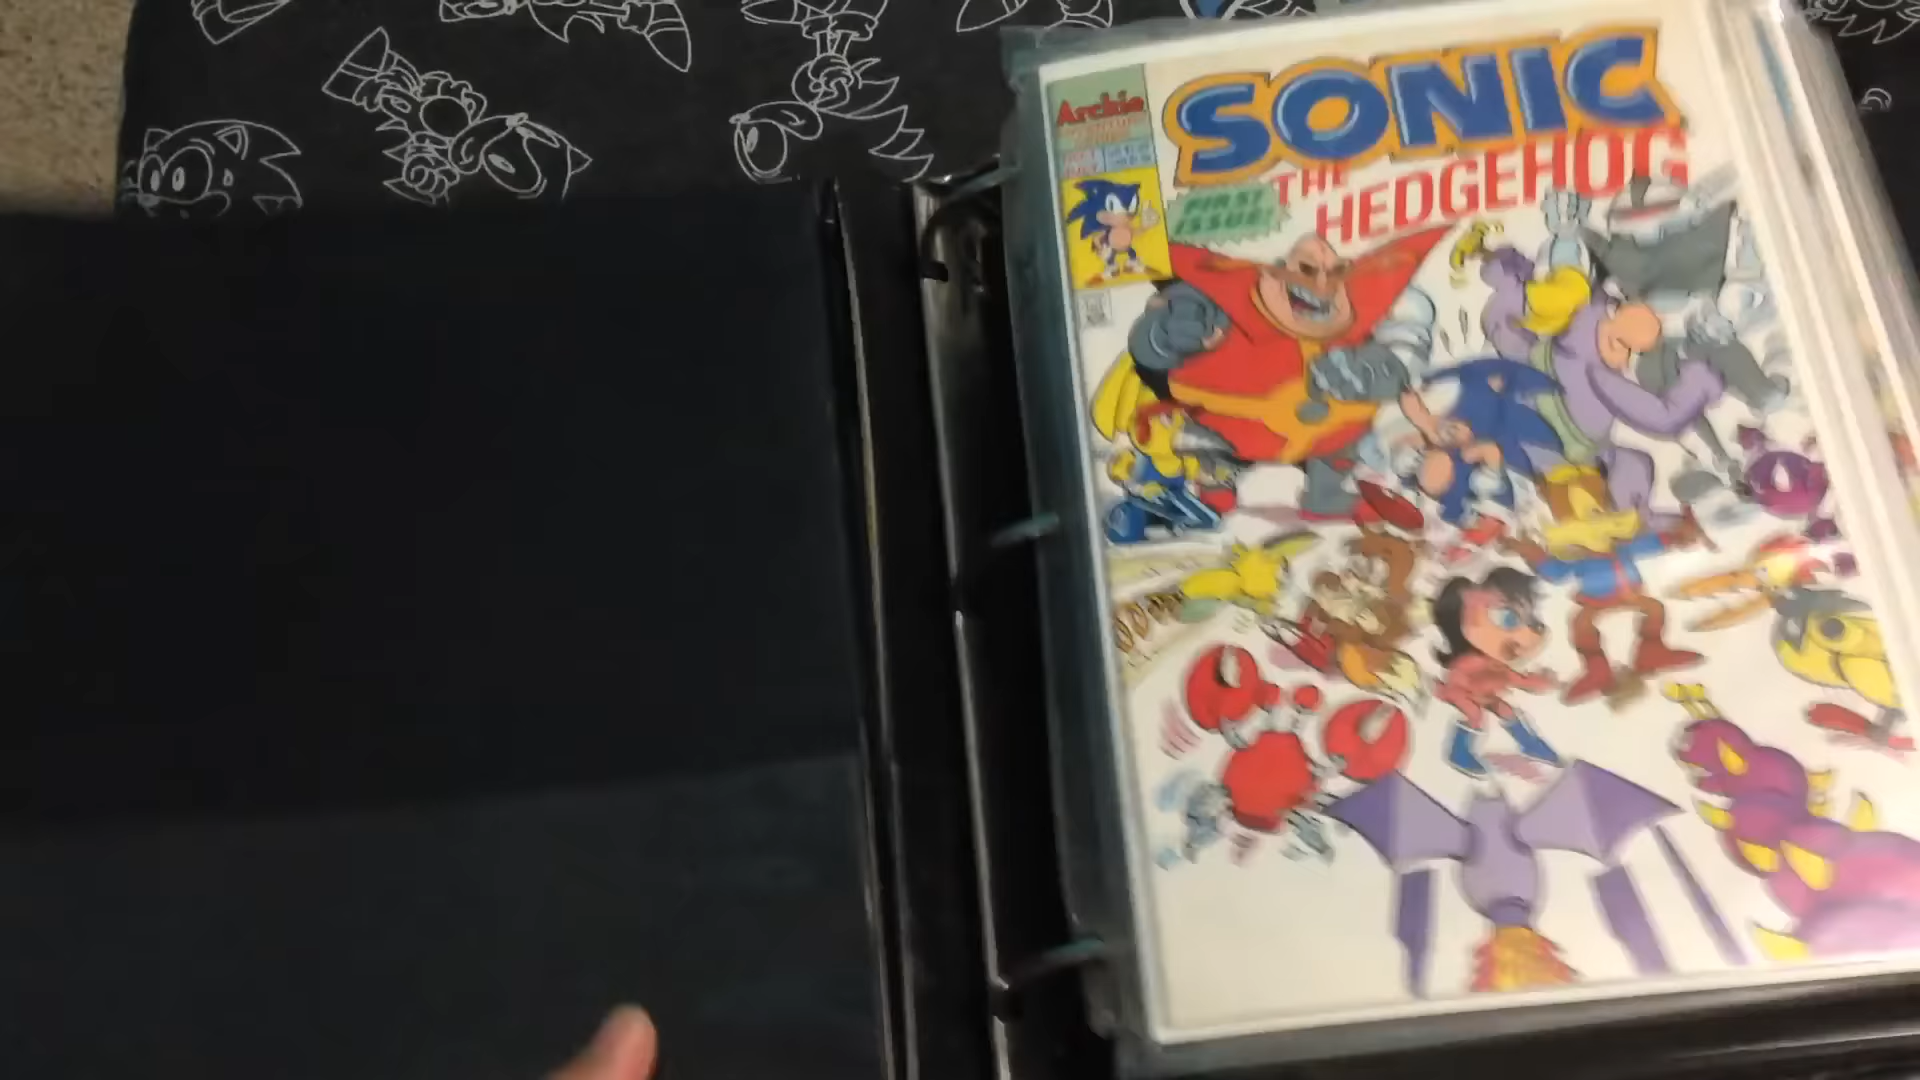 Archie
SONIC
THE
HEDGEHOG
FIRST
ISSUE!